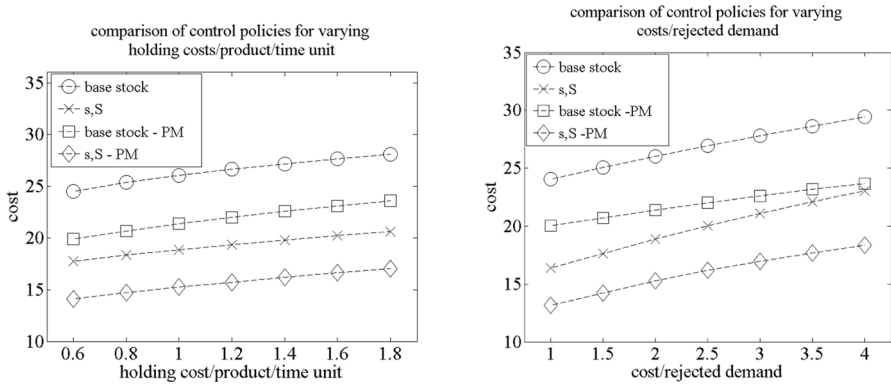 comparison of control policies for varying
holding costs/product/time unit
35
30
25
20
15
10
cost
base stock
s,S
base stock - PM
s,S - PM
0.6 0.8 1 1.2 1.4 1.6 1.8
holding cost/product/time unit
comparison of control policies for varying
costs/rejected demand
35
30
25
20
15
10
cost
base stock
s,S
base stock -PM
s,S -PM
1 1.5 2 2.5 3 3.5 4
cost/rejected demand